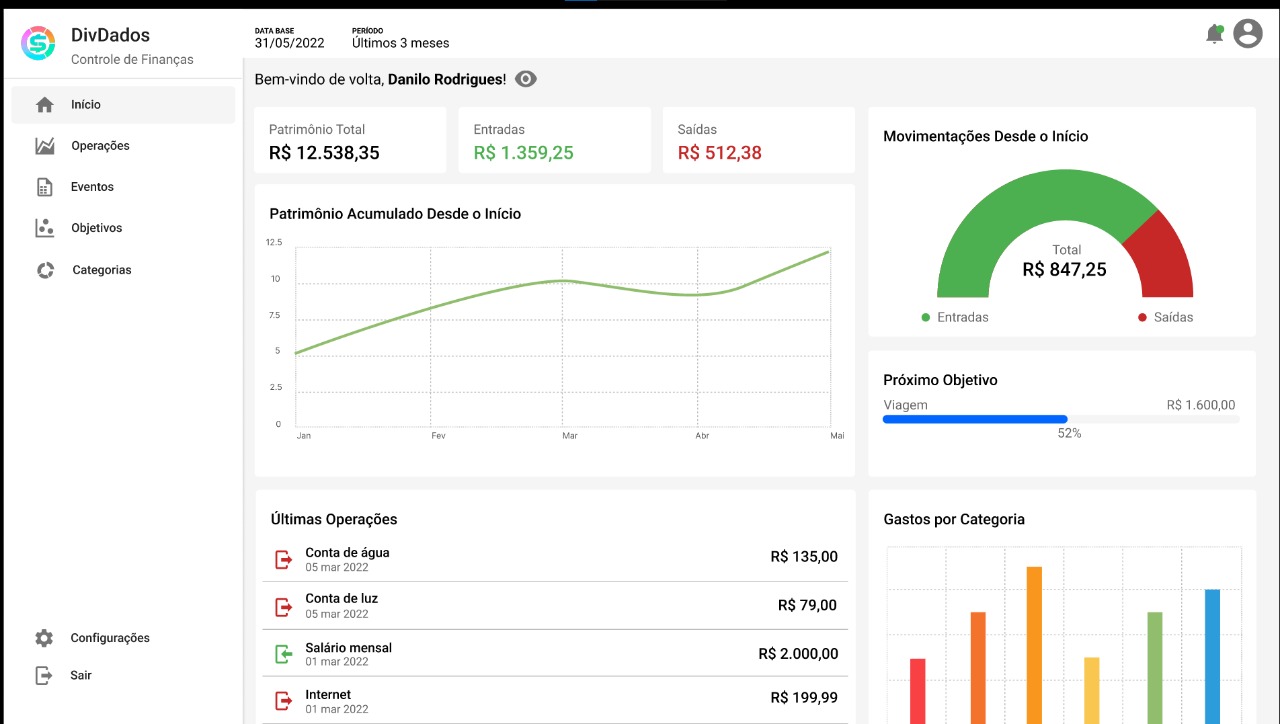 DivDados
Controle de Finanças
DATA BASE
31/05/2022
PERÍODO
Últimos 3 meses
Início
Operações
Eventos
Objetivos
Categorias
Configurações
Sair
Bem-vindo de volta, Danilo Rodrigues!
Patrimônio Total
R$ 12.538,35
Entradas
R$ 1.359,25
Saídas
R$ 512,38
Patrimônio Acumulado Desde o Início
12.5
10
7.5
5
2.5
0
Jan Fev Mar Abr Mai
Movimentações Desde o Início
Total
R$ 847,25
Entradas Saídas
Próximo Objetivo
Viagem R$ 1.600,00
52%
Últimas Operações
Conta de água
05 mar 2022
R$ 135,00
Conta de luz
05 mar 2022
R$ 79,00
Salário mensal
01 mar 2022
R$ 2.000,00
Internet
01 mar 2022
R$ 199,99
Gastos por Categoria